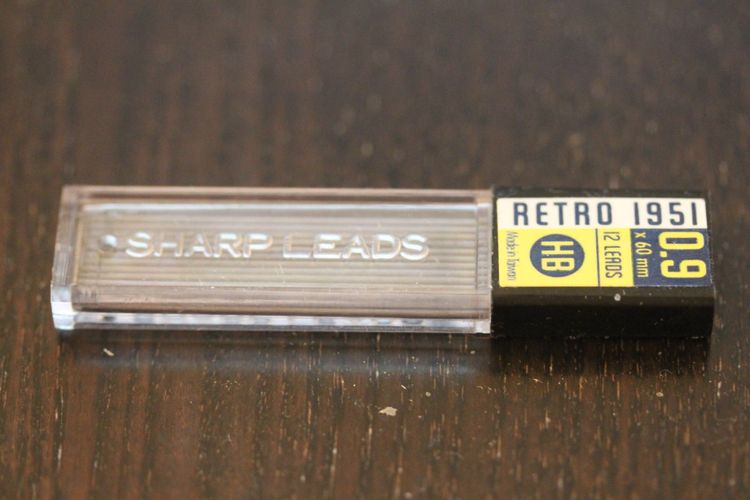 SHARP LEADS
RETRO 1951
Made in Taiwan
HB
12 LEADS
0.9
x 60 mm